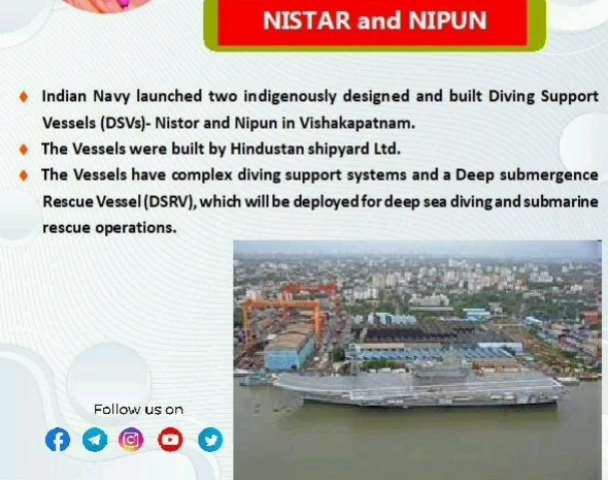 NISTAR and NIPUN
Indian Navy launched two indigenously designed and built Diving Support
Vessels (DSVs)- Nistor and Nipun in Vishakapatnam.
The Vessels were built by Hindustan shipyard Ltd.
The Vessels have complex diving support systems and a Deep submergence
Rescue Vessel (DSRV), which will be deployed for deep sea diving and submarine
rescue operations.
Follow us on